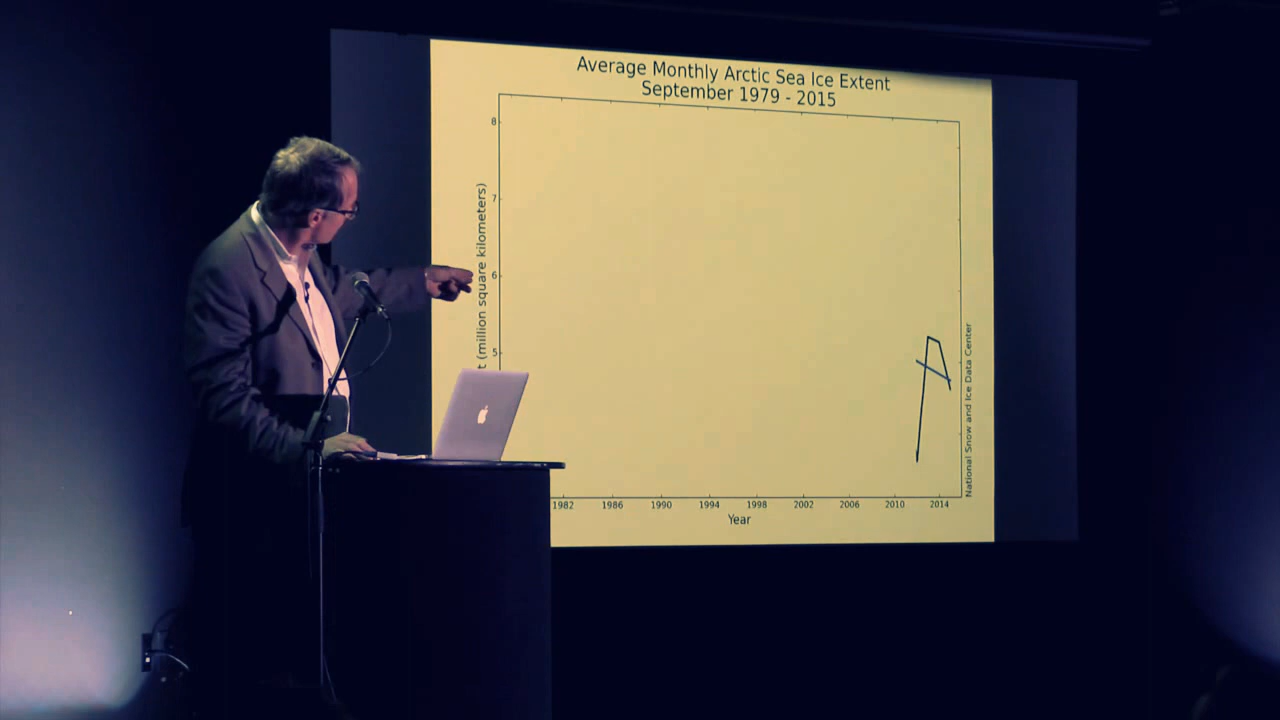 Average Monthly Arctic Sea Ice Extent
September 1979 - 2015
8
7
6
5
t (million square kilometers)
National Snow and Ice Data Center
1982 1986 1990 1994 1998 2002 2006 2010 2014
Year